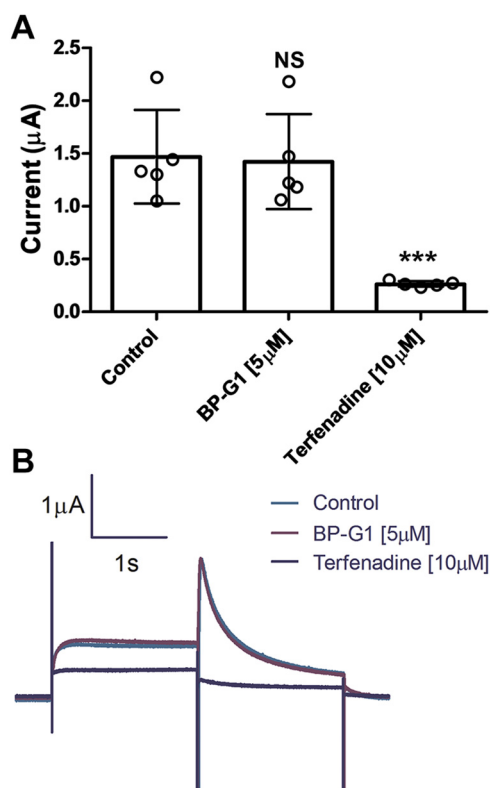 A
NS
2.5
2.0
1.5
1.0
0.5
0.0
Current (μA)
***
Control
BP-G1 [5μM]
Terfenadine [10μM]
B
1μA
1s
Control
BP-G1 [5μM]
Terfenadine [10μM]